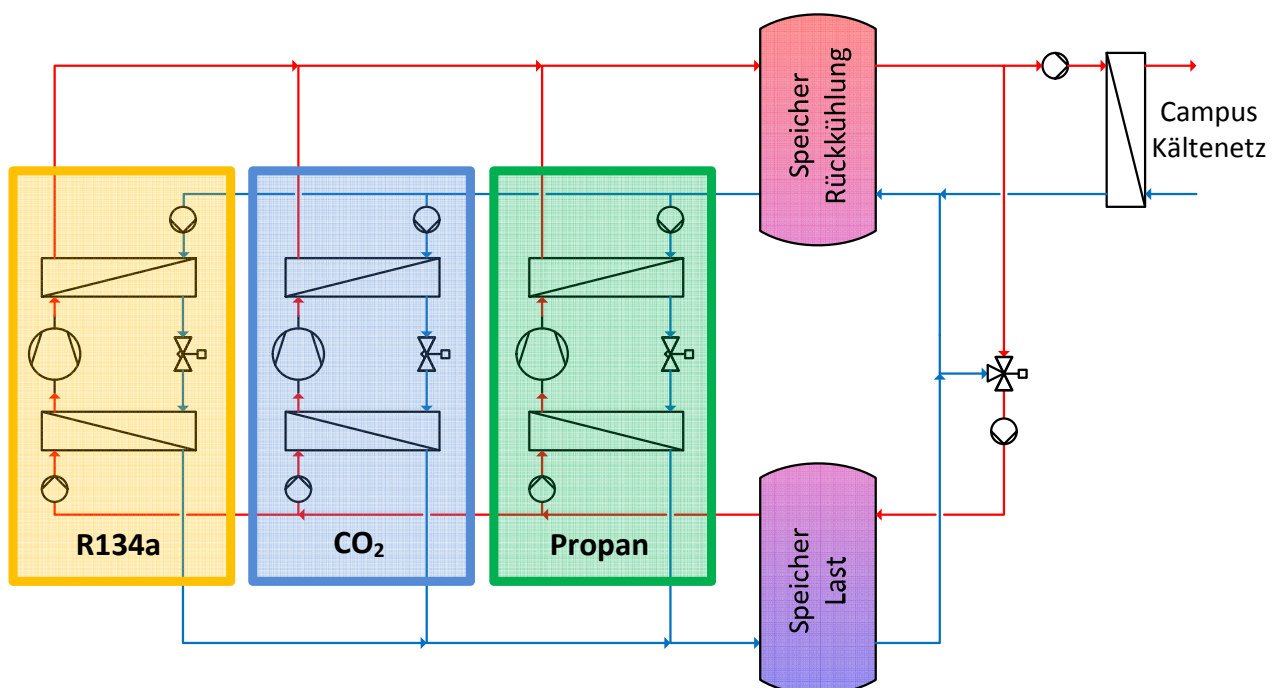 Speicher
Rückkühlung
Campus
Kältenetz
R134a
CO₂
Propan
Speicher
Last